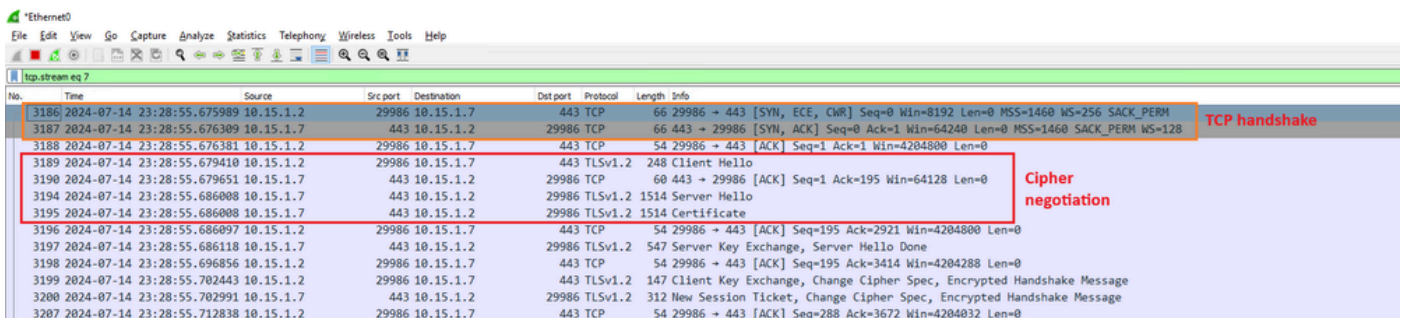 *Ethernet0
File Edit View Go Capture Analyze Statistics Telephony Wireless Tools Help
tcp.stream eq 7
No. Time Source Src port Destination Dst port Protocol Length Info
3186 2024-07-14 23:28:55.675989 10.15.1.2 29986 10.15.1.7 443 TCP 66 29986 → 443 [SYN, ECE, CWR] Seq=0 Win=8192 Len=0 MSS=1460 WS=256 SACK_PERM
TCP handshake
3187 2024-07-14 23:28:55.676309 10.15.1.7 443 10.15.1.2 29986 TCP 66 443 → 29986 [SYN, ACK] Seq=0 Ack=1 Win=64240 Len=0 MSS=1460 SACK_PERM WS=128
3188 2024-07-14 23:28:55.676381 10.15.1.2 29986 10.15.1.7 443 TCP 54 29986 → 443 [ACK] Seq=1 Ack=1 Win=4204800 Len=0
3189 2024-07-14 23:28:55.679410 10.15.1.2 29986 10.15.1.7 443 TLSv1.2 248 Client Hello
3190 2024-07-14 23:28:55.679651 10.15.1.7 443 10.15.1.2 29986 TCP 60 443 → 29986 [ACK] Seq=1 Ack=195 Win=64128 Len=0
Cipher
negotiation
3194 2024-07-14 23:28:55.686008 10.15.1.7 443 10.15.1.2 29986 TLSv1.2 1514 Server Hello
3195 2024-07-14 23:28:55.686008 10.15.1.7 443 10.15.1.2 29986 TLSv1.2 1514 Certificate
3196 2024-07-14 23:28:55.686097 10.15.1.2 29986 10.15.1.7 443 TCP 54 29986 → 443 [ACK] Seq=195 Ack=2921 Win=4204800 Len=0
3197 2024-07-14 23:28:55.686118 10.15.1.7 443 10.15.1.2 29986 TLSv1.2 547 Server Key Exchange, Server Hello Done
3198 2024-07-14 23:28:55.696856 10.15.1.2 29986 10.15.1.7 443 TCP 54 29986 → 443 [ACK] Seq=195 Ack=3414 Win=4204288 Len=0
3199 2024-07-14 23:28:55.702443 10.15.1.2 29986 10.15.1.7 443 TLSv1.2 147 Client Key Exchange, Change Cipher Spec, Encrypted Handshake Message
3200 2024-07-14 23:28:55.702991 10.15.1.7 443 10.15.1.2 29986 TLSv1.2 312 New Session Ticket, Change Cipher Spec, Encrypted Handshake Message
3207 2024-07-14 23:28:55.712838 10.15.1.2 29986 10.15.1.7 443 TCP 54 29986 → 443 [ACK] Seq=288 Ack=3672 Win=4204032 Len=0